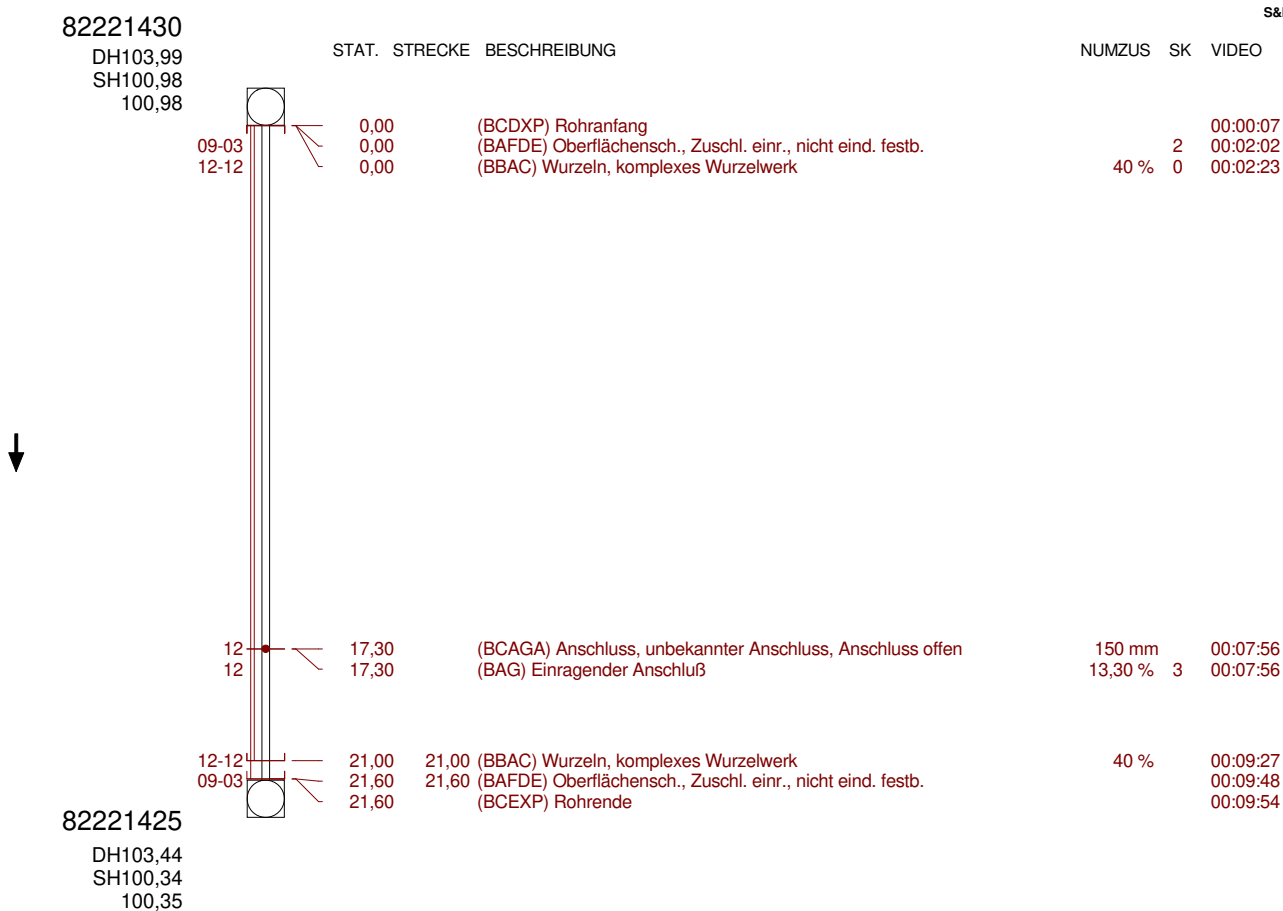 S&
82221430
DH103,99
SH100,98
100,98
STAT. STRECKE BESCHREIBUNG NUMZUS SK VIDEO
0,00 (BCDXP) Rohranfang 00:00:07
09-03 0,00 (BAFDE) Oberflächensch., Zuschl. einr., nicht eind. festb. 2 00:02:02
12-12 0,00 (BBAC) Wurzeln, komplexes Wurzelwerk 40 % 0 00:02:23
12 17,30 (BCAGA) Anschluss, unbekannter Anschluss, Anschluss offen 150 mm 00:07:56
12 17,30 (BAG) Einragender Anschluß 13,30 % 3 00:07:56
12-12 21,00 21,00 (BBAC) Wurzeln, komplexes Wurzelwerk 40 % 00:09:27
09-03 21,60 21,60 (BAFDE) Oberflächensch., Zuschl. einr., nicht eind. festb. 00:09:48
21,60 (BCEXP) Rohrende 00:09:54
82221425
DH103,44
SH100,34
100,35